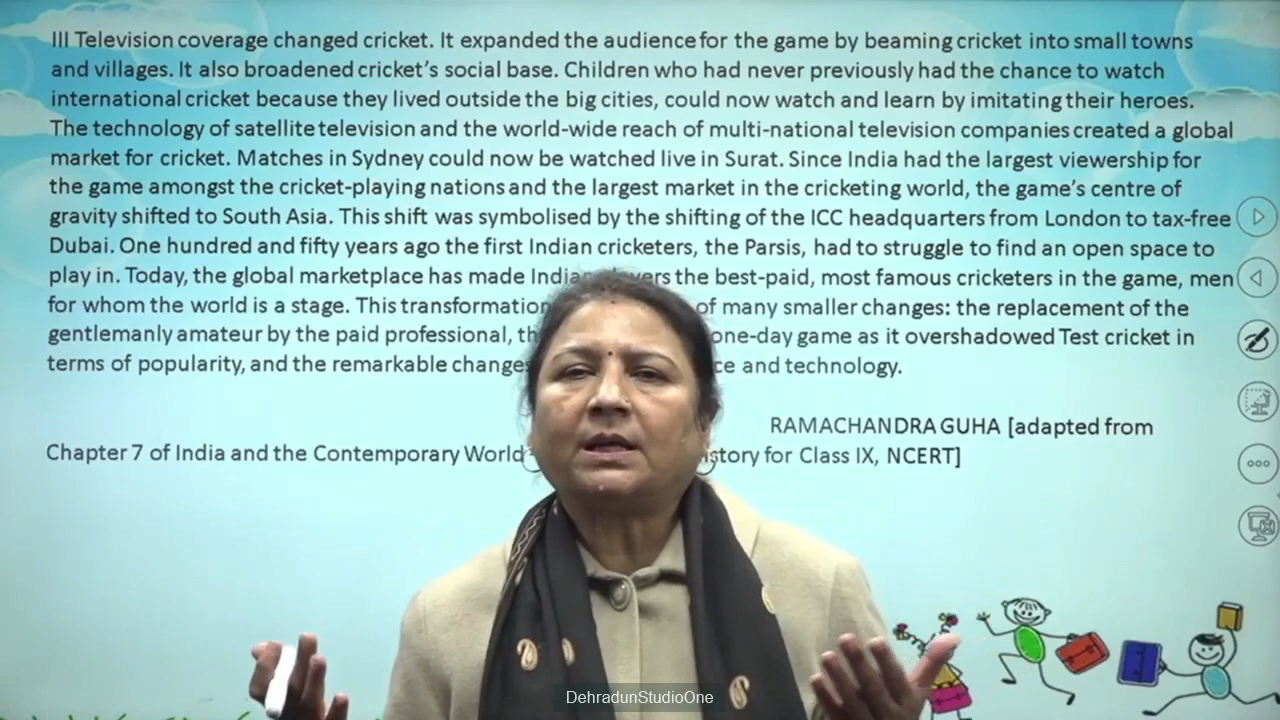 III Television coverage changed cricket. It expanded the audience for the game by beaming cricket into small towns
and villages. It also broadened cricket’s social base. Children who had never previously had the chance to watch
international cricket because they lived outside the big cities, could now watch and learn by imitating their heroes.
The technology of satellite television and the world-wide reach of multi-national television companies created a global
market for cricket. Matches in Sydney could now be watched live in Surat. Since India had the largest viewership for
the game amongst the cricket-playing nations and the largest market in the cricketing world, the game’s centre of
gravity shifted to South Asia. This shift was symbolised by the shifting of the ICC headquarters from London to tax-free
Dubai. One hundred and fifty years ago the first Indian cricketers, the Parsis, had to struggle to find an open space to
play in. Today, the global marketplace has made Indian the best-paid, most famous cricketers in the game, men
for whom the world is a stage. This transformation of many smaller changes: the replacement of the
gentlemanly amateur by the paid professional, one-day game as it overshadowed Test cricket in
terms of popularity, and the remarkable changes and technology.
RAMACHANDRA GUHA [adapted from
Chapter 7 of India and the Contemporary World for Class IX, NCERT]
DehradunStudioOne